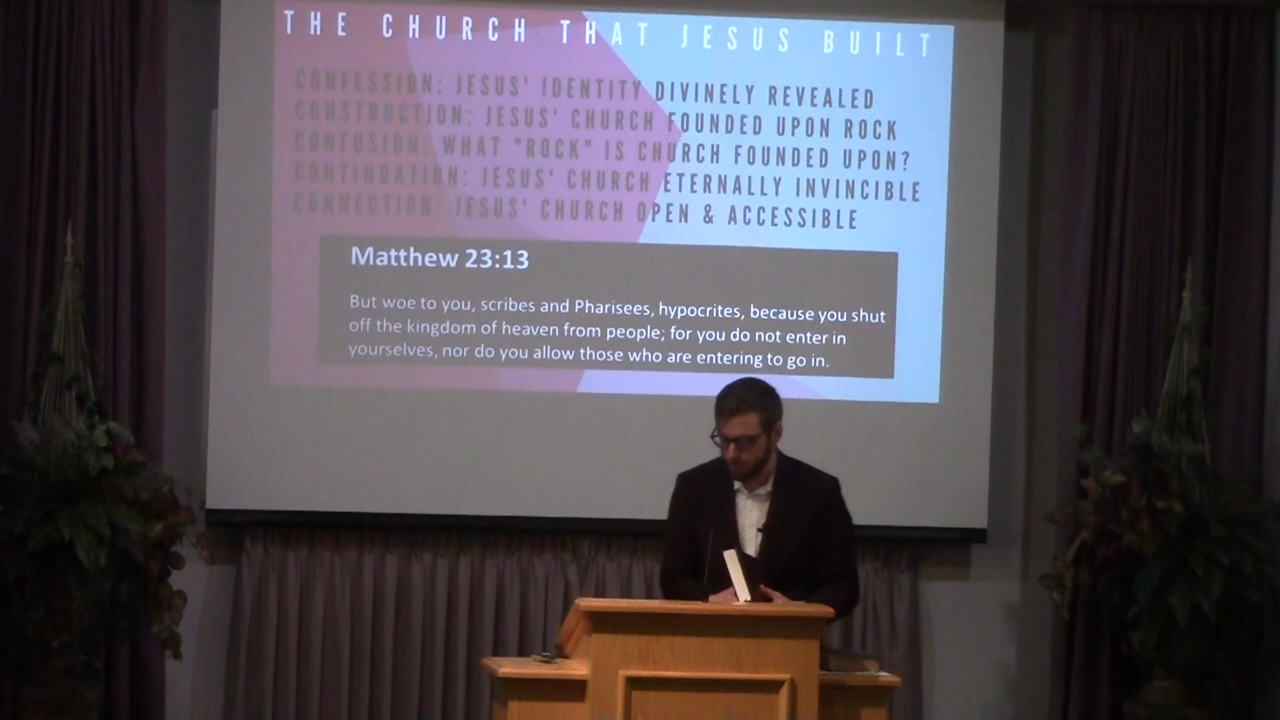 THE CHURCH THAT JESUS BUILT
CONFESSION: JESUS' IDENTITY DIVINELY REVEALED
CONSTRUCTION: JESUS' CHURCH FOUNDED UPON ROCK
CONFUSION: WHAT "ROCK" IS CHURCH FOUNDED UPON?
CONTINUATION: JESUS' CHURCH ETERNALLY INVINCIBLE
CONNECTION: JESUS' CHURCH OPEN & ACCESSIBLE
Matthew 23:13
But woe to you, scribes and Pharisees, hypocrites, because you shut
off the kingdom of heaven from people; for you do not enter in
yourselves, nor do you allow those who are entering to go in.